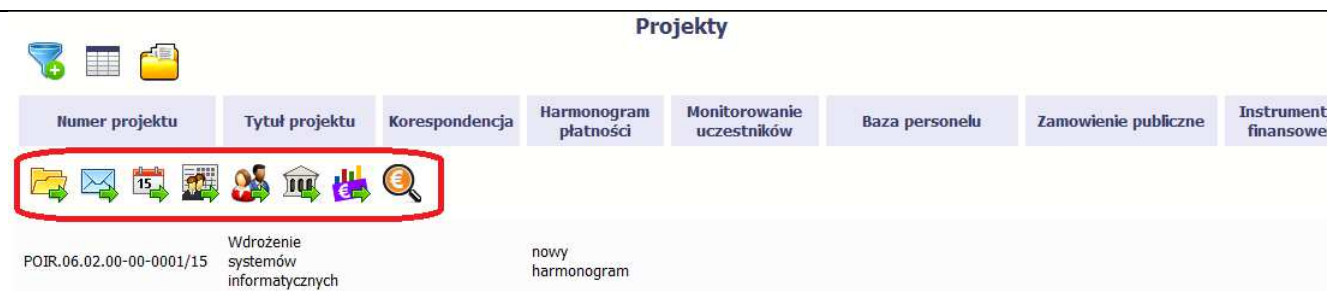 Projekty
Numer projektu Tytuł projektu Korespondencja Harmonogram płatności Monitorowanie uczestników Baza personelu Zamowienie publiczne Instrument finansowe
15
POIR.06.02.00-00-0001/15 Wdrożenie systemów informatycznych nowy harmonogram